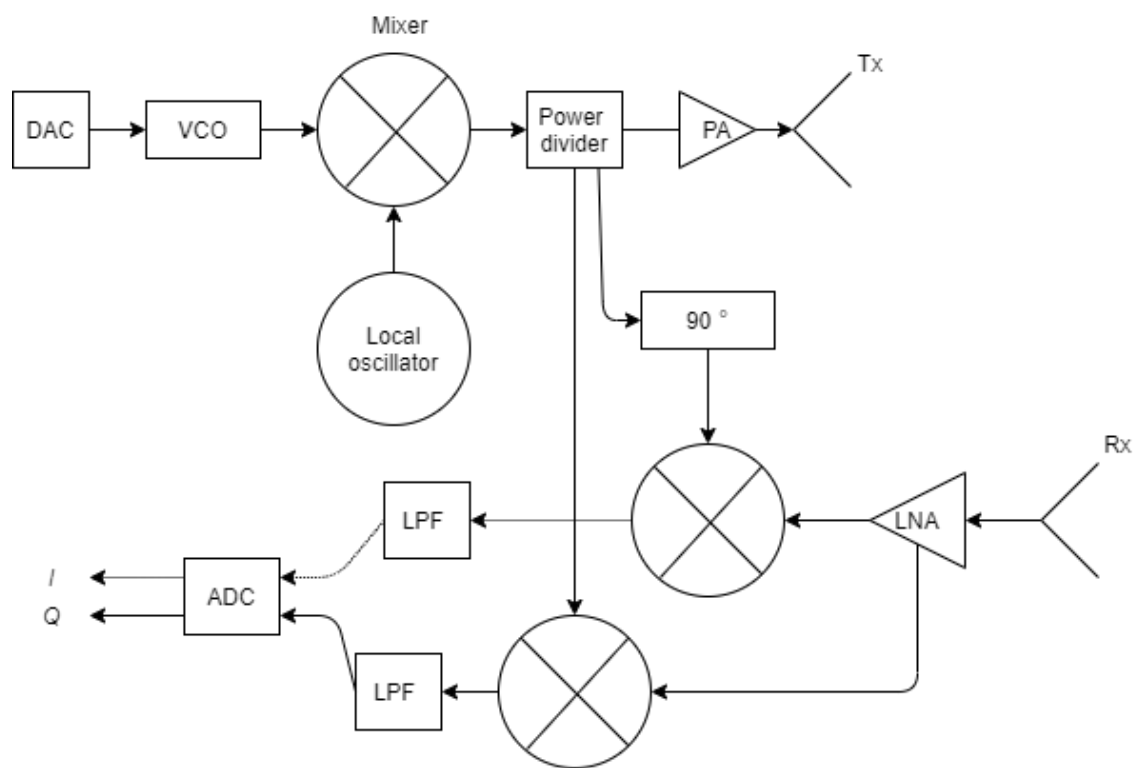 Mixer
Tx
DAC
VCO
Power
divider
PA
Local
oscillator
90 °
Rx
LPF
LNA
I
Q
ADC
LPF